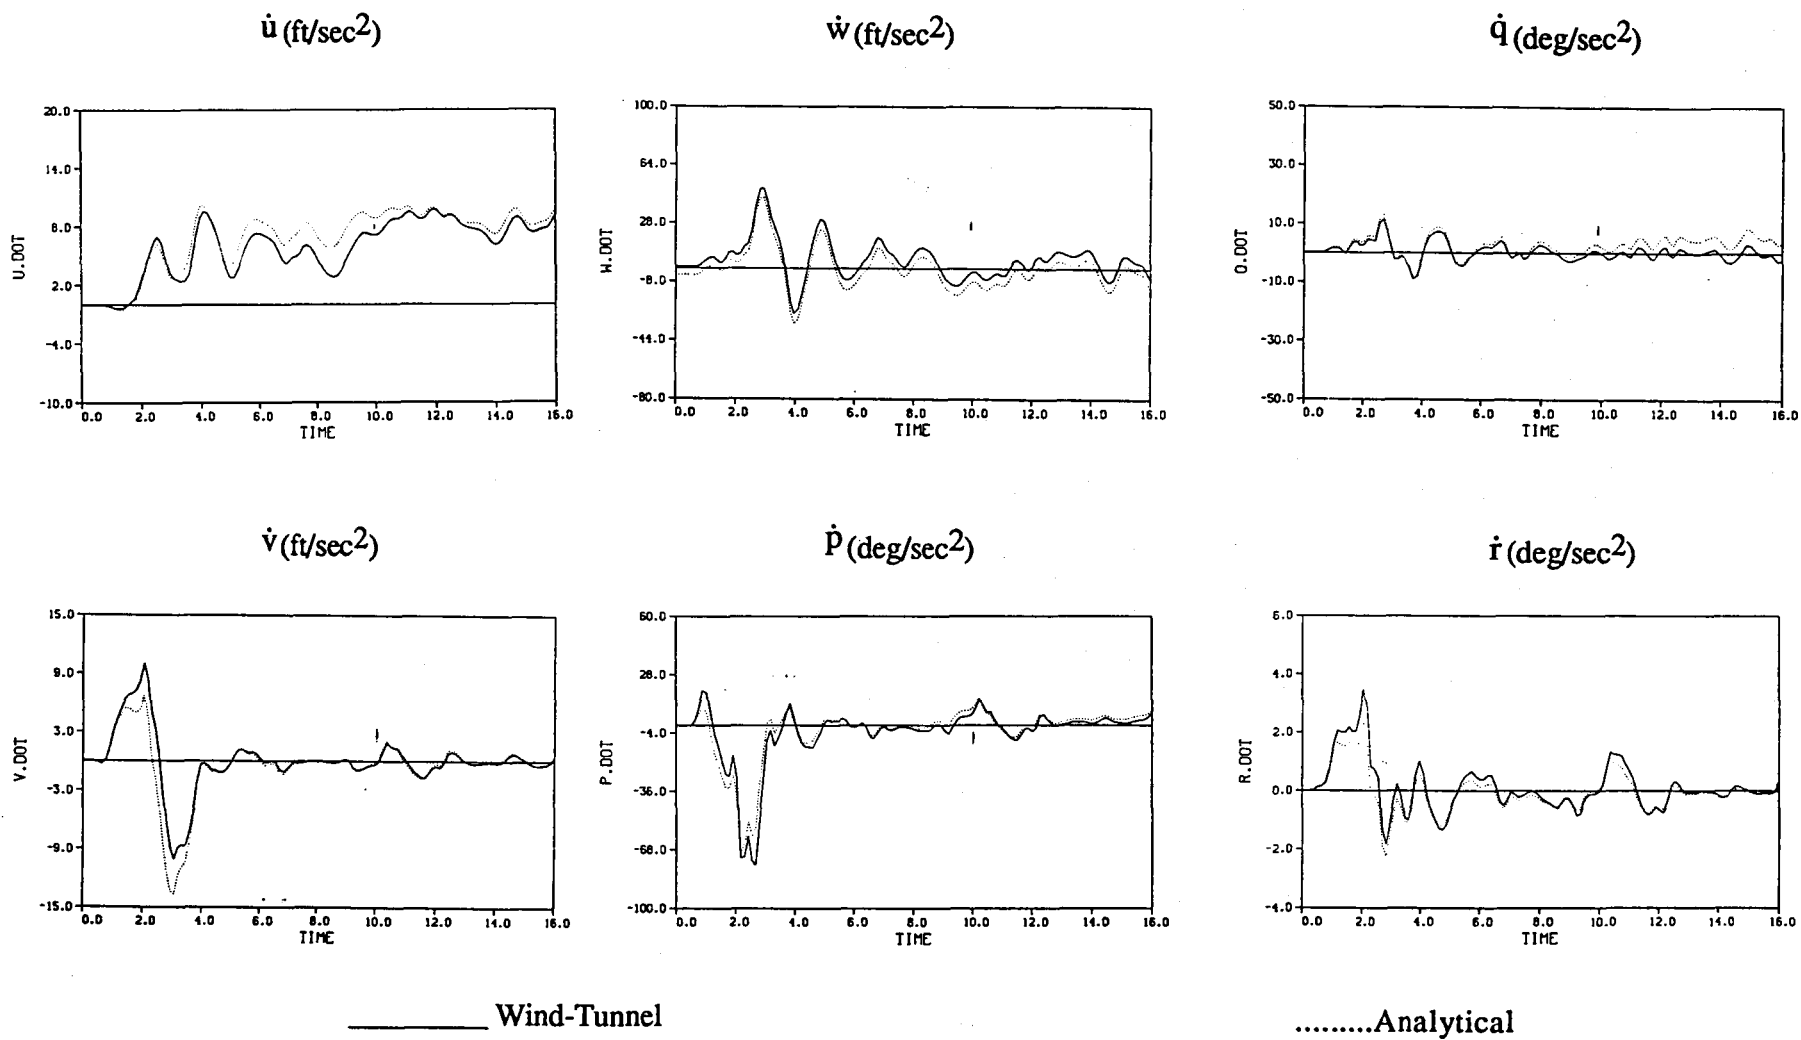 u̇ (ft/sec2)
ẇ (ft/sec2)
q̇ (deg/sec2)
20.0
14.0
8.0
2.0
-4.0
-10.0
U.DOT
0.0 2.0 4.0 6.0 8.0 10.0 12.0 14.0 16.0
TIME
100.0
64.0
28.0
-8.0
-44.0
-80.0
W.DOT
0.0 2.0 4.0 6.0 8.0 10.0 12.0 14.0 16.0
TIME
50.0
30.0
10.0
-10.0
-30.0
-50.0
Q.DOT
0.0 2.0 4.0 6.0 8.0 10.0 12.0 14.0 16.0
TIME
v̇ (ft/sec2)
ṗ (deg/sec2)
ṙ (deg/sec2)
15.0
9.0
3.0
-3.0
-9.0
-15.0
V.DOT
0.0 2.0 4.0 6.0 8.0 10.0 12.0 14.0 16.0
TIME
60.0
28.0
-4.0
-36.0
-68.0
-100.0
P.DOT
0.0 2.0 4.0 6.0 8.0 10.0 12.0 14.0 16.0
TIME
6.0
4.0
2.0
0.0
-2.0
-4.0
R.DOT
0.0 2.0 4.0 6.0 8.0 10.0 12.0 14.0 16.0
TIME
Wind-Tunnel
.........Analytical